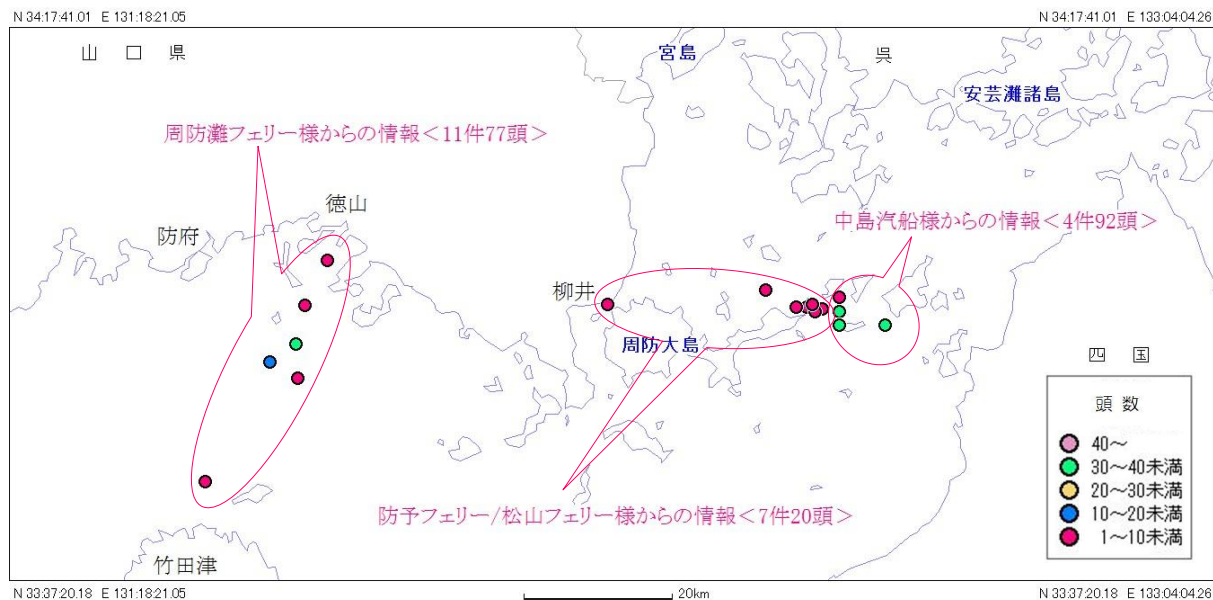 N 34:17:41.01 E 131:18:21.05
N 34:17:41.01 E 133:04:04.26
山口県
宮島
呉
安芸灘諸島
周防灘フェリー様からの情報<11件77頭>
徳山
防府
中島汽船様からの情報<4件92頭>
柳井
周防大島
四国
頭数
40～
30～40未満
20～30未満
10～20未満
1～10未満
防予フェリー/松山フェリー様からの情報<7件20頭>
竹田津
N 33:37:20.18 E 131:18:21.05
20km
N 33:37:20.18 E 133:04:04.26